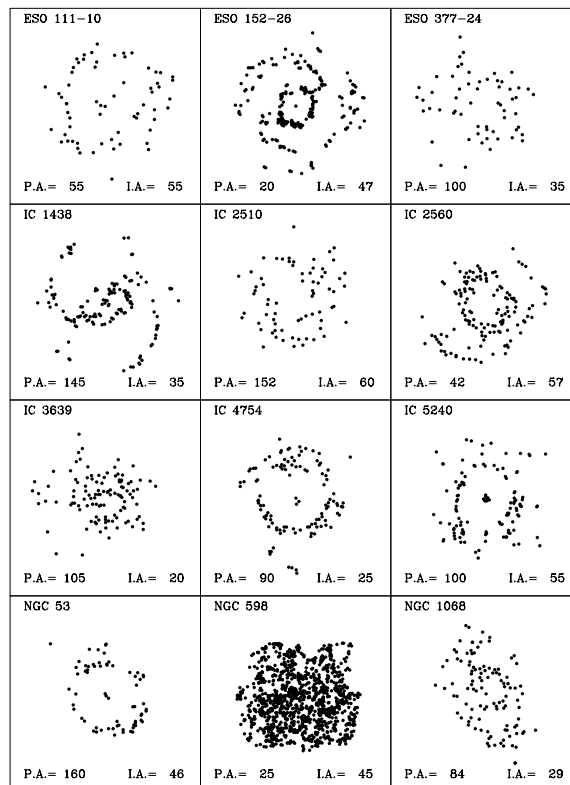 ESO 111-10
P.A.= 55 I.A.= 55
ESO 152-26
P.A.= 20 I.A.= 47
ESO 377-24
P.A.= 100 I.A.= 35
IC 1438
P.A.= 145 I.A.= 35
IC 2510
P.A.= 152 I.A.= 60
IC 2560
P.A.= 42 I.A.= 57
IC 3639
P.A.= 105 I.A.= 20
IC 4754
P.A.= 90 I.A.= 25
IC 5240
P.A.= 100 I.A.= 55
NGC 53
P.A.= 160 I.A.= 46
NGC 598
P.A.= 25 I.A.= 45
NGC 1068
P.A.= 84 I.A.= 29